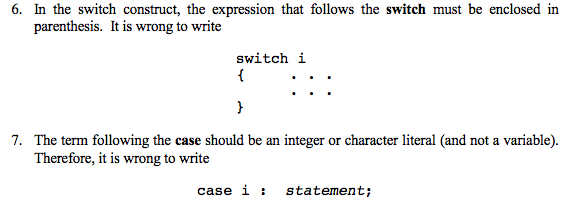 6. In the switch construct, the expression that follows the switch must be enclosed in
parenthesis. It is wrong to write
switch i
{ . . .
. . .
}
7. The term following the case should be an integer or character literal (and not a variable).
Therefore, it is wrong to write
case i : statement;